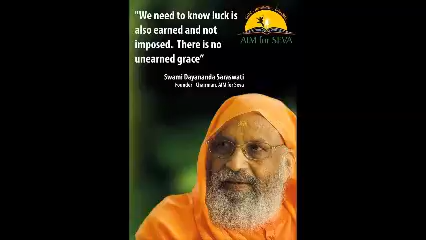 "We need to know luck is
also earned and not
imposed. There is no
unearned grace"
Swami Dayananda Saraswati
Founder Chairman, AIM for Seva
AIM for SEVA